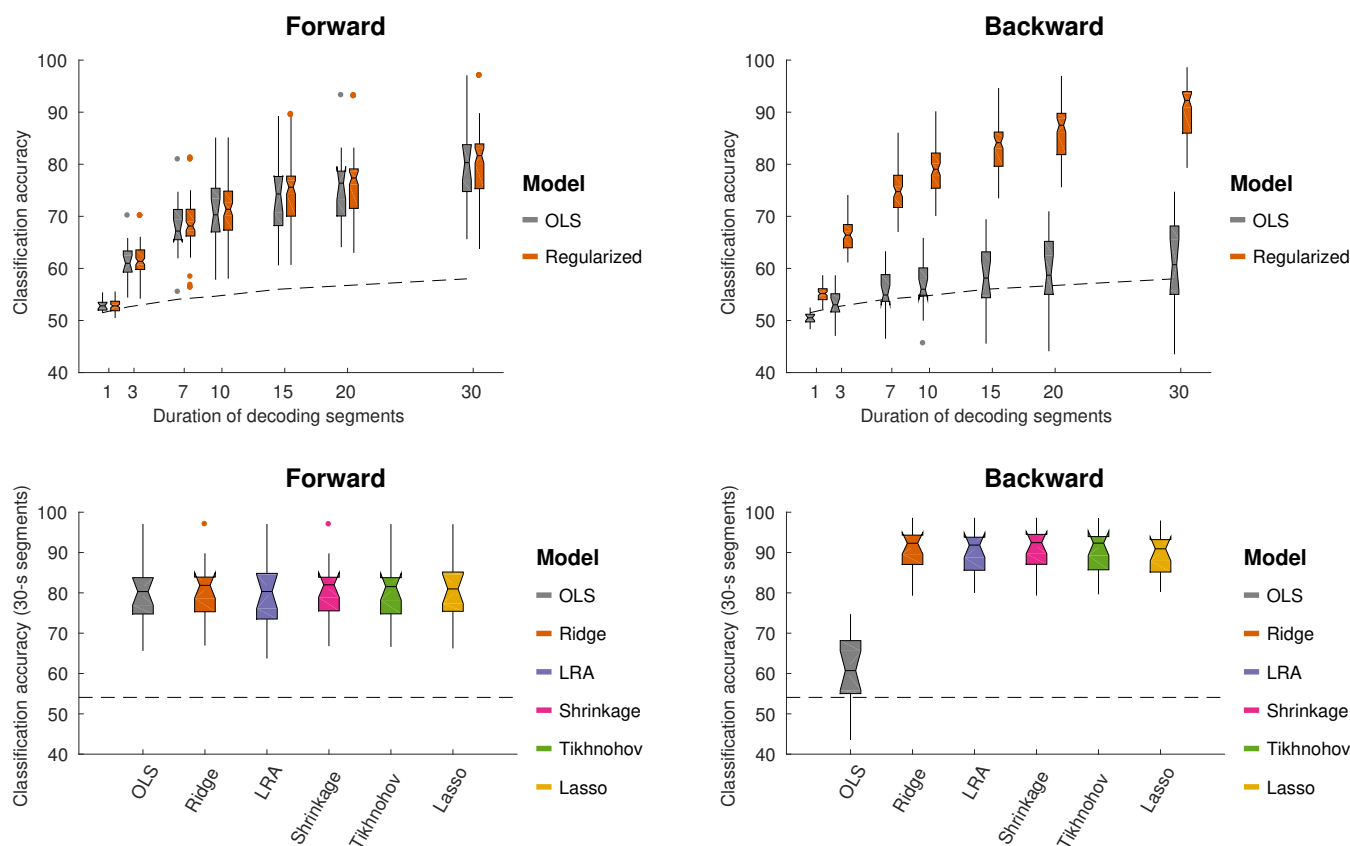 Forward
Classification accuracy
100
90
80
70
60
50
40
1 3 7 10 15 20 30
Duration of decoding segments
Model
OLS
Regularized
Backward
Classification accuracy
100
90
80
70
60
50
40
1 3 7 10 15 20 30
Duration of decoding segments
Model
OLS
Regularized
Forward
Classification accuracy (30-s segments)
100
90
80
70
60
50
40
OLS
Ridge
LRA
Shrinkage
Tikhnohov
Lasso
Model
OLS
Ridge
LRA
Shrinkage
Tikhnohov
Lasso
Backward
Classification accuracy (30-s segments)
100
90
80
70
60
50
40
OLS
Ridge
LRA
Shrinkage
Tikhnohov
Lasso
Model
OLS
Ridge
LRA
Shrinkage
Tikhnohov
Lasso